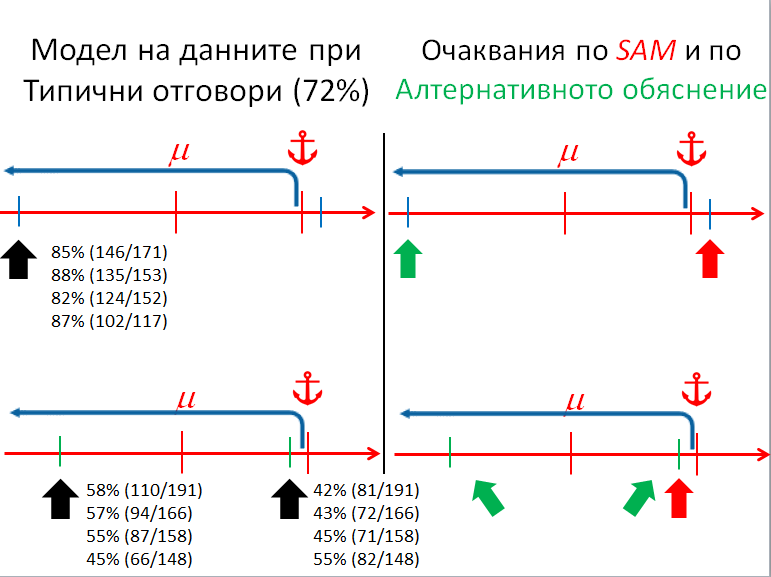 Модел на данните при
Типични отговори (72%)
Очаквания по SAM и по
Алтернативното обяснение
μ
μ
85% (146/171)
88% (135/153)
82% (124/152)
87% (102/117)
μ
μ
58% (110/191)
57% (94/166)
55% (87/158)
45% (66/148)
42% (81/191)
43% (72/166)
45% (71/158)
55% (82/148)